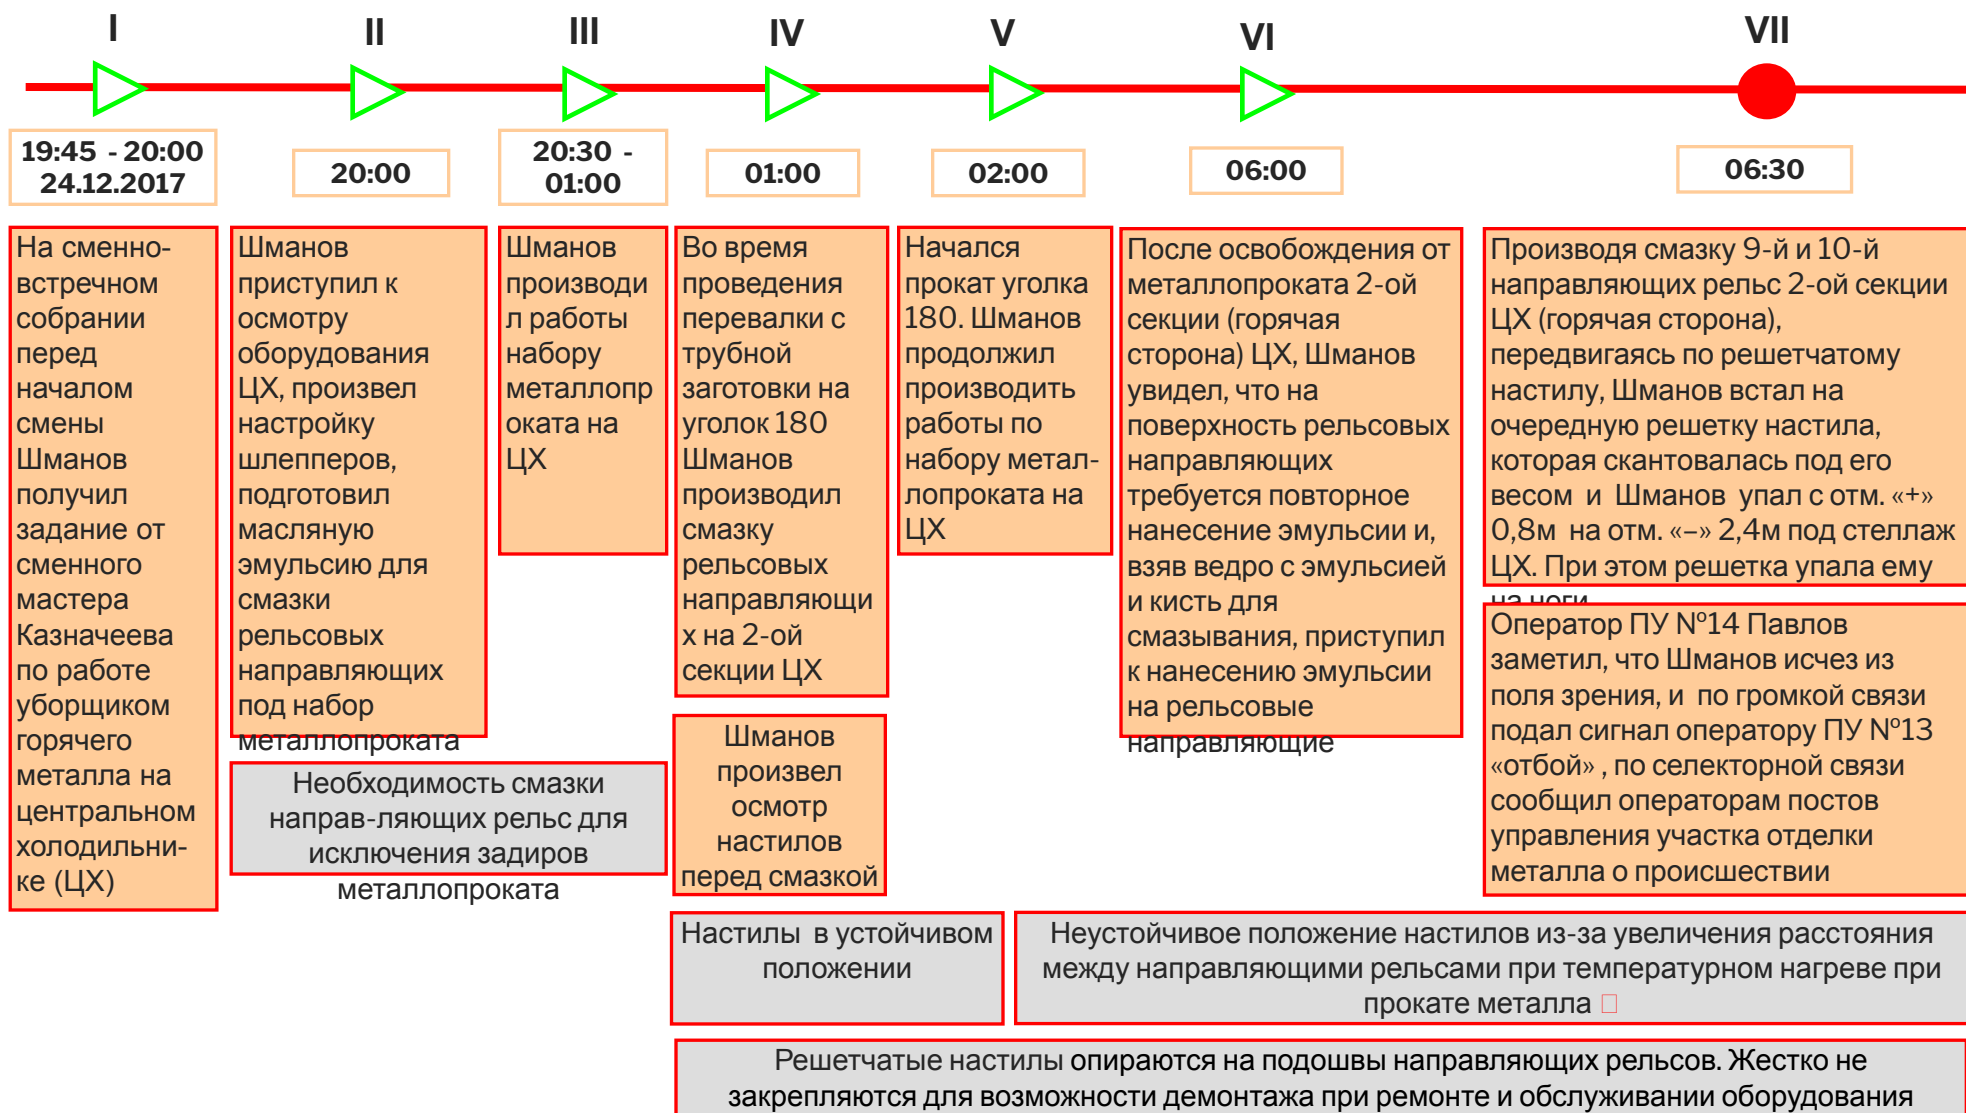 I
II
III
IV
V
VI
VII
19:45 - 20:00
24.12.2017
20:00
20:30 -
01:00
01:00
02:00
06:00
06:30
На сменно-
встречном
собрании
перед
началом
смены
Шманов
получил
задание от
сменного
мастера
Казначеева
по работе
уборщиком
горячего
металла на
центральном
холодильни-
ке (ЦХ)
Шманов
приступил к
осмотру
оборудования
ЦХ, произвел
настройку
шлепперов,
подготовил
масляную
эмульсию для
смазки
рельсовых
направляющих
под набор
металлопроката
Шманов
производи
л работы
набору
металлопр
оката на
ЦХ
Во время
проведения
перевалки с
трубной
заготовки на
уголок 180
Шманов
производил
смазку
рельсовых
направляющи
х на 2-ой
секции ЦХ
Начался
прокат уголка
180. Шманов
продолжил
производить
работы по
набору метал-
лопроката на
ЦХ
После освобождения от
металлопроката 2-ой
секции (горячая
сторона) ЦХ, Шманов
увидел, что на
поверхность рельсовых
направляющих
требуется повторное
нанесение эмульсии и,
взяв ведро с эмульсией
и кисть для
смазывания, приступил
к нанесению эмульсии
на рельсовые
направляющие
Производя смазку 9-й и 10-й
направляющих рельс 2-ой секции
ЦХ (горячая сторона),
передвигаясь по решетчатому
настилу, Шманов встал на
очередную решетку настила,
которая скантовалась под его
весом и Шманов упал с отм. «+»
0,8м на отм. «–» 2,4м под стеллаж
ЦХ. При этом решетка упала ему
на ноги
Необходимость смазки
направ-ляющих рельс для
исключения задиров
металлопроката
Шманов
произвел
осмотр
настилов
перед смазкой
Оператор ПУ №14 Павлов
заметил, что Шманов исчез из
поля зрения, и по громкой связи
подал сигнал оператору ПУ №13
«отбой» , по селекторной связи
сообщил операторам постов
управления участка отделки
металла о происшествии
Настилы в устойчивом
положении
Неустойчивое положение настилов из-за увеличения расстояния
между направляющими рельсами при температурном нагреве при
прокате металла
Решетчатые настилы опираются на подошвы направляющих рельсов. Жестко не
закрепляются для возможности демонтажа при ремонте и обслуживании оборудования